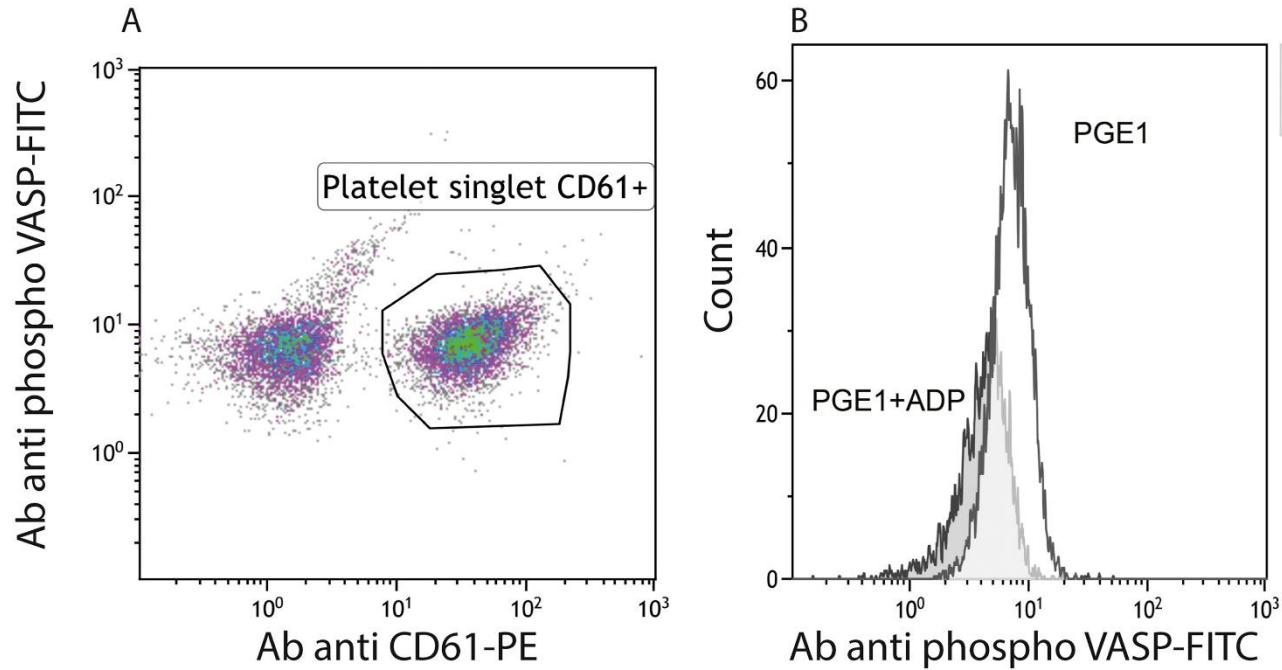 A
Ab anti phospho VASP-FITC
10³
10²
10¹
10⁰
Platelet singlet CD61+
10⁰ 10¹ 10² 10³
Ab anti CD61-PE
B
Count
60
40
20
0
PGE1
PGE1+ADP
10⁰ 10¹ 10² 10³
Ab anti phospho VASP-FITC